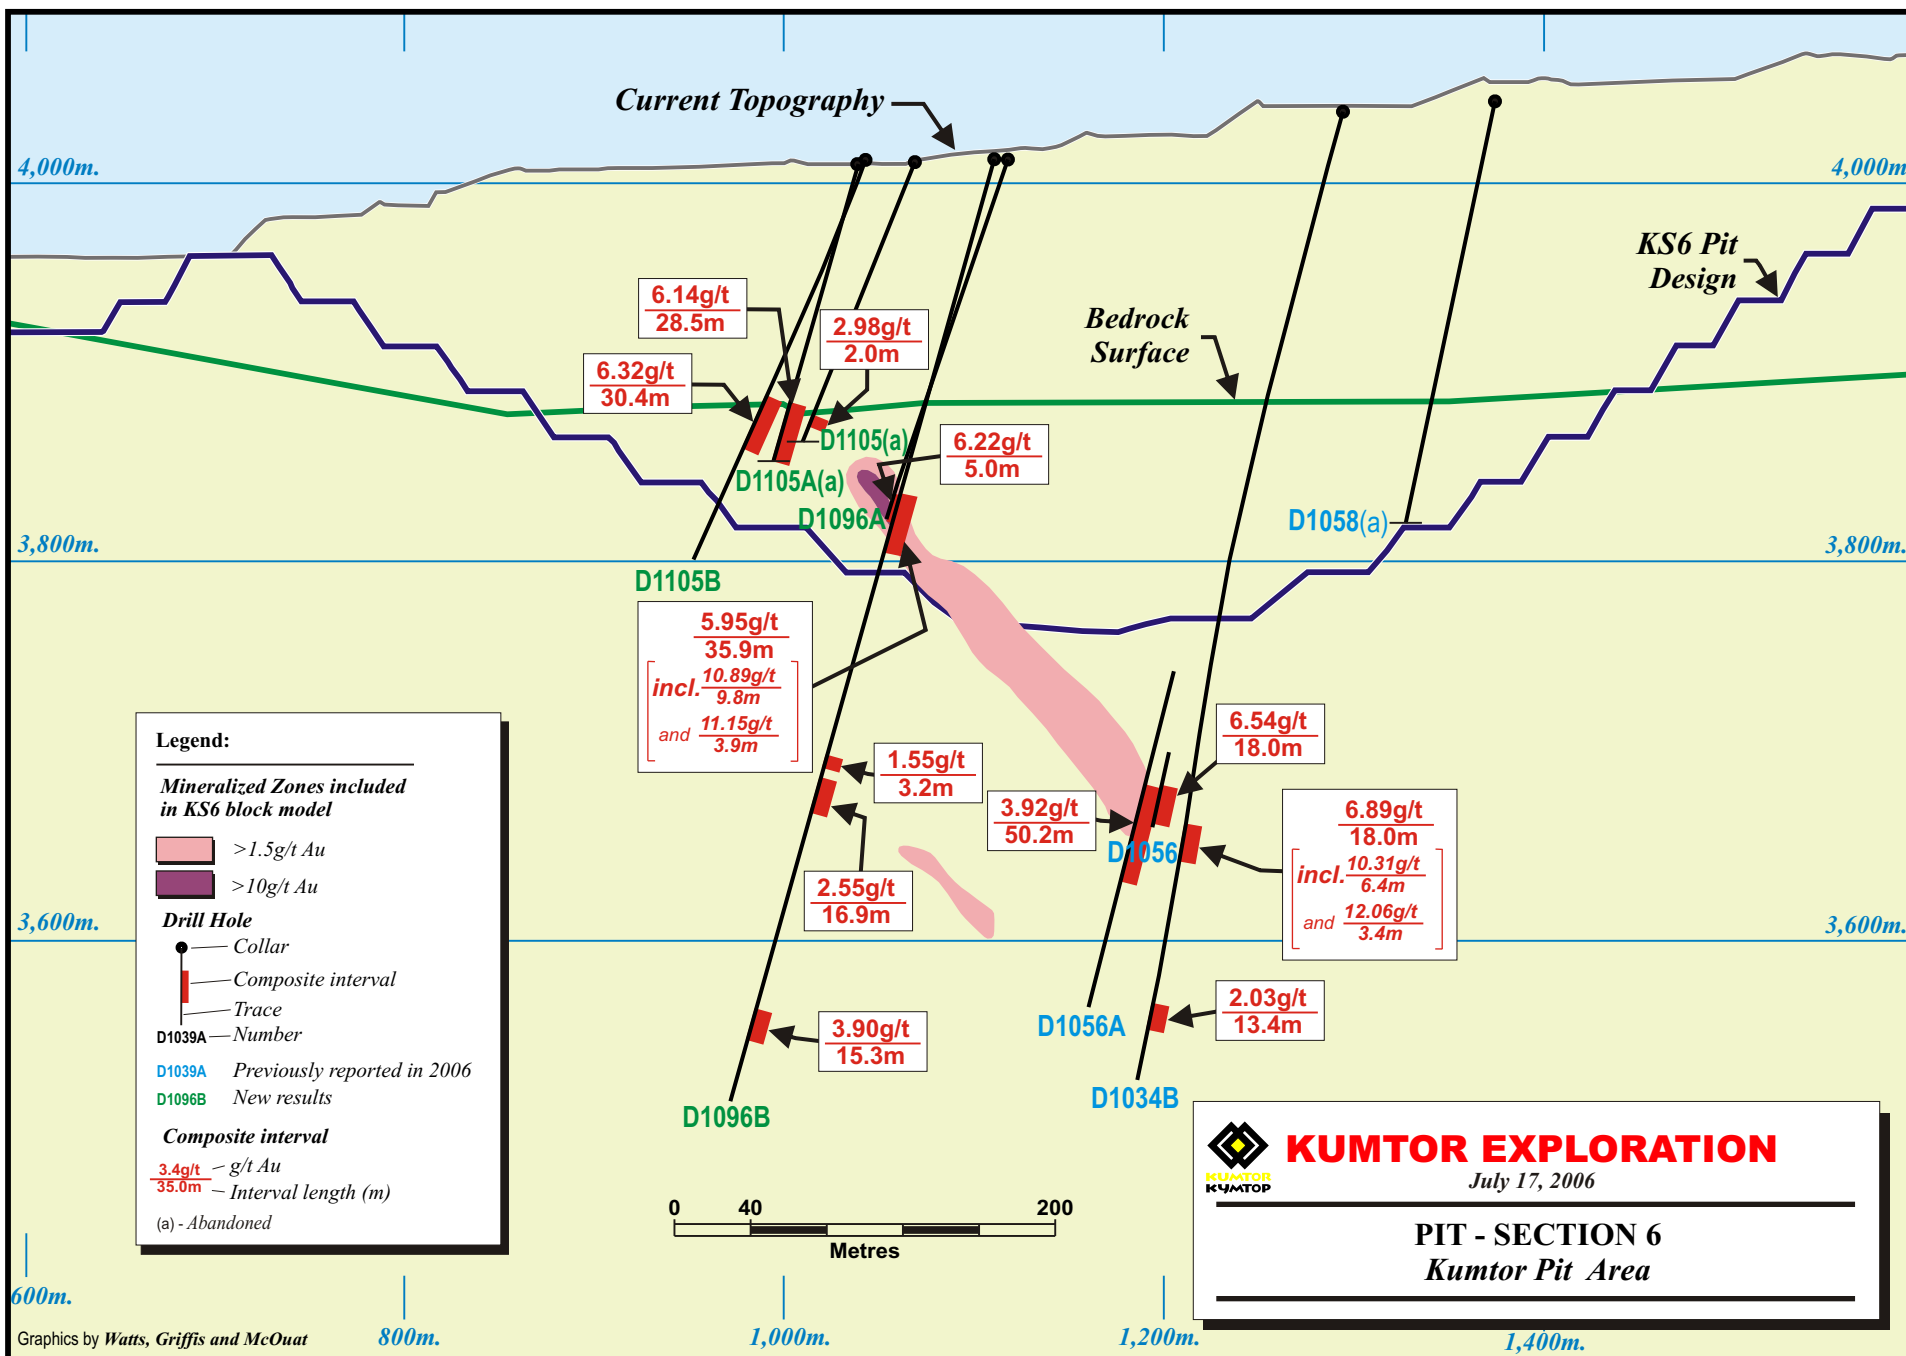 Current Topography
4,000m.
4,000m.
KS6 Pit
Design
6.14g/t
28.5m
2.98g/t
2.0m
Bedrock
Surface
6.32g/t
30.4m
D1105(a)
6.22g/t
5.0m
D1105A(a)
D1096A
D1058(a)
3,800m.
3,800m.
D1105B
5.95g/t
35.9m
incl. 10.89g/t
9.8m
and 11.15g/t
3.9m
6.54g/t
18.0m
1.55g/t
3.2m
3.92g/t
50.2m
D1056
6.89g/t
18.0m
incl. 10.31g/t
6.4m
and 12.06g/t
3.4m
2.55g/t
16.9m
3,600m.
3,600m.
2.03g/t
13.4m
D1056A
3.90g/t
15.3m
D1034B
D1096B
Legend:
Mineralized Zones included
in KS6 block model
>1.5g/t Au
>10g/t Au
Drill Hole
Collar
Composite interval
Trace
D1039A Number
D1039A Previously reported in 2006
D1096B New results
Composite interval
3.4g/t g/t Au
35.0m Interval length (m)
(a) - Abandoned
KUMTOR
КУМТОР
KUMTOR EXPLORATION
July 17, 2006
PIT - SECTION 6
Kumtor Pit Area
0 40 200
Metres
600m.
800m.
1,000m.
1,200m.
1,400m.
Graphics by Watts, Griffis and McOuat